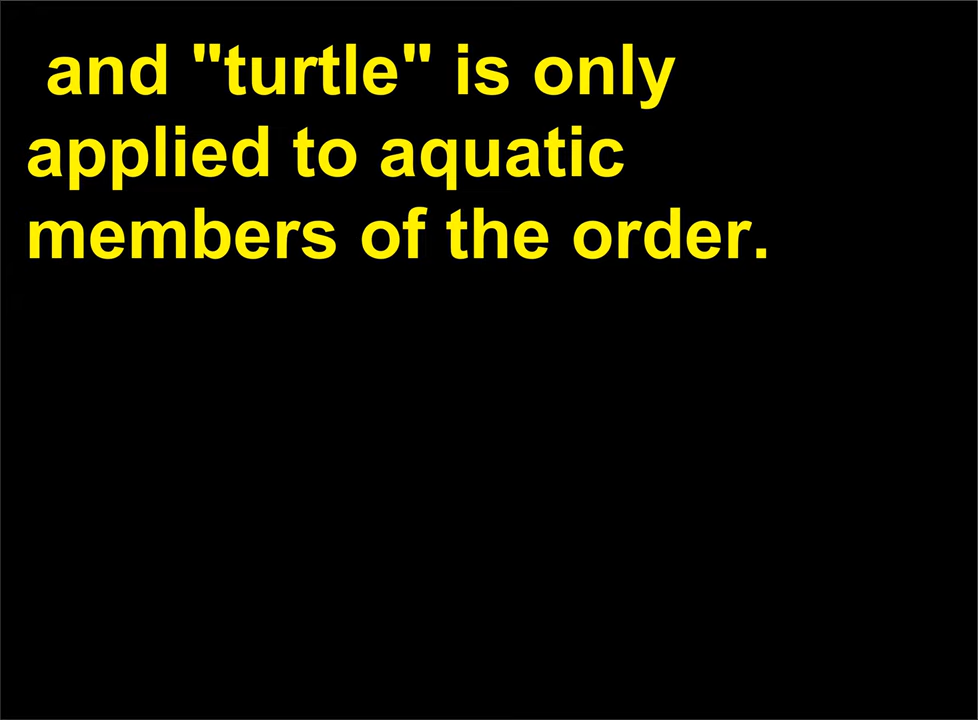 and "turtle" is only
applied to aquatic
members of the order.